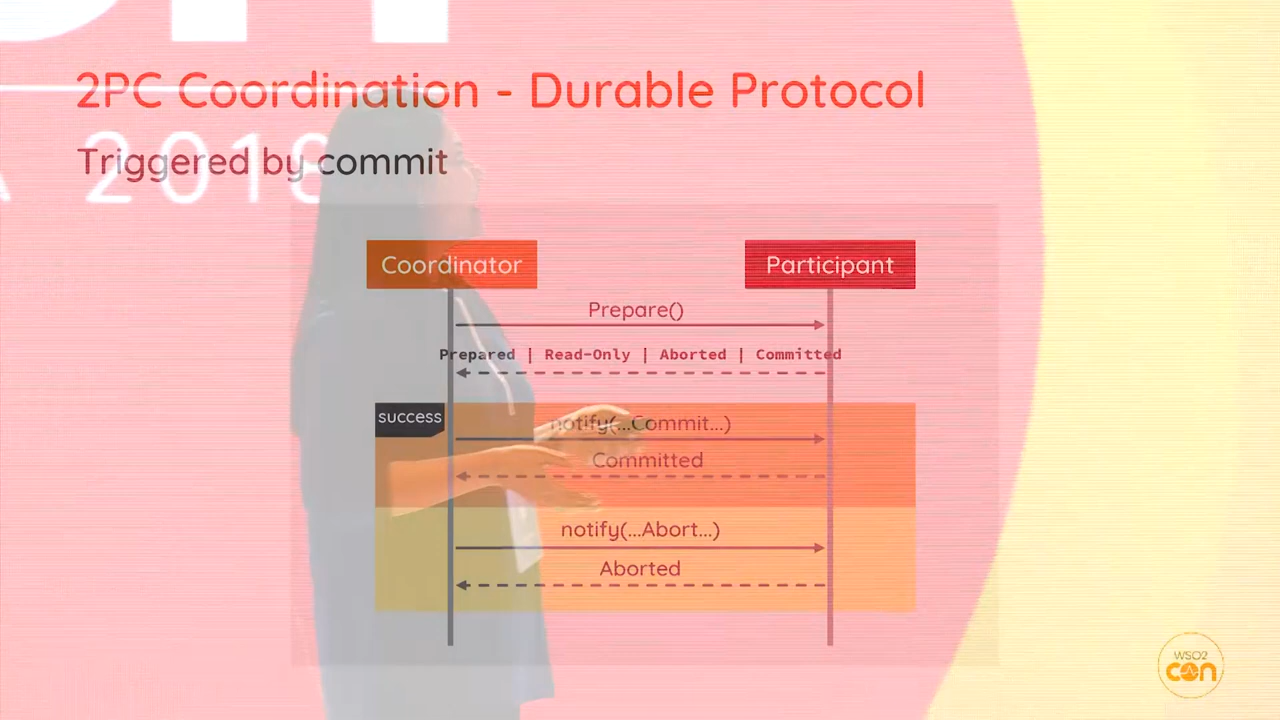 2PC Coordination - Durable Protocol
Triggered by commit
2018
Coordinator
Participant
Prepare()
Prepared | Read-Only | Aborted | Committed
success
notify(...Commit...)
Committed
notify(...Abort...)
Aborted
WSO2
con